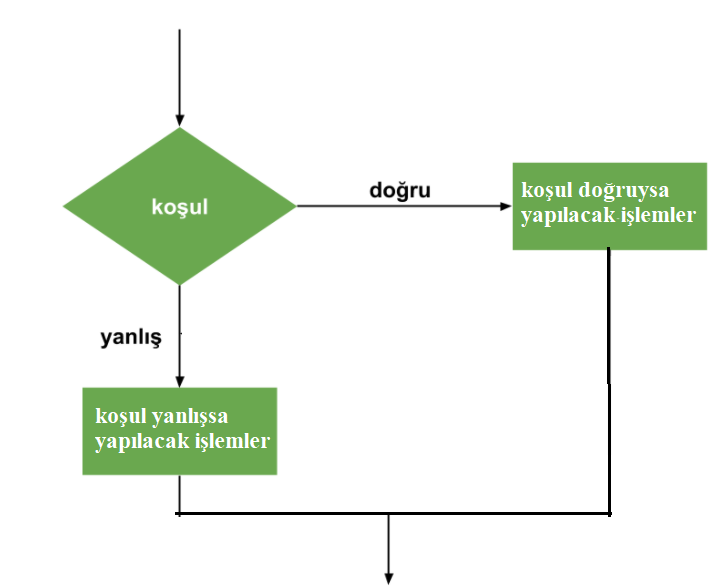 koşul
doğru
koşul doğruysa
yapılacak işlemler
yanlış
koşul yanlışsa
yapılacak işlemler